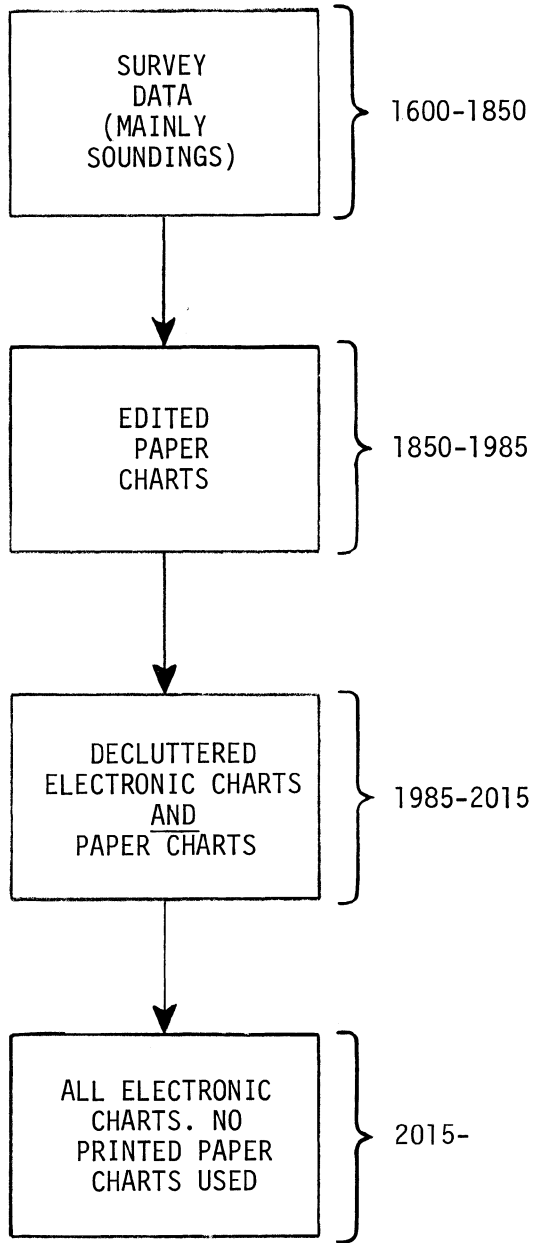 SURVEY
DATA
(MAINLY
SOUNDINGS)
1600-1850
EDITED
PAPER
CHARTS
1850-1985
DECLUTTERED
ELECTRONIC CHARTS
AND
PAPER CHARTS
1985-2015
ALL ELECTRONIC
CHARTS. NO
PRINTED PAPER
CHARTS USED
2015-